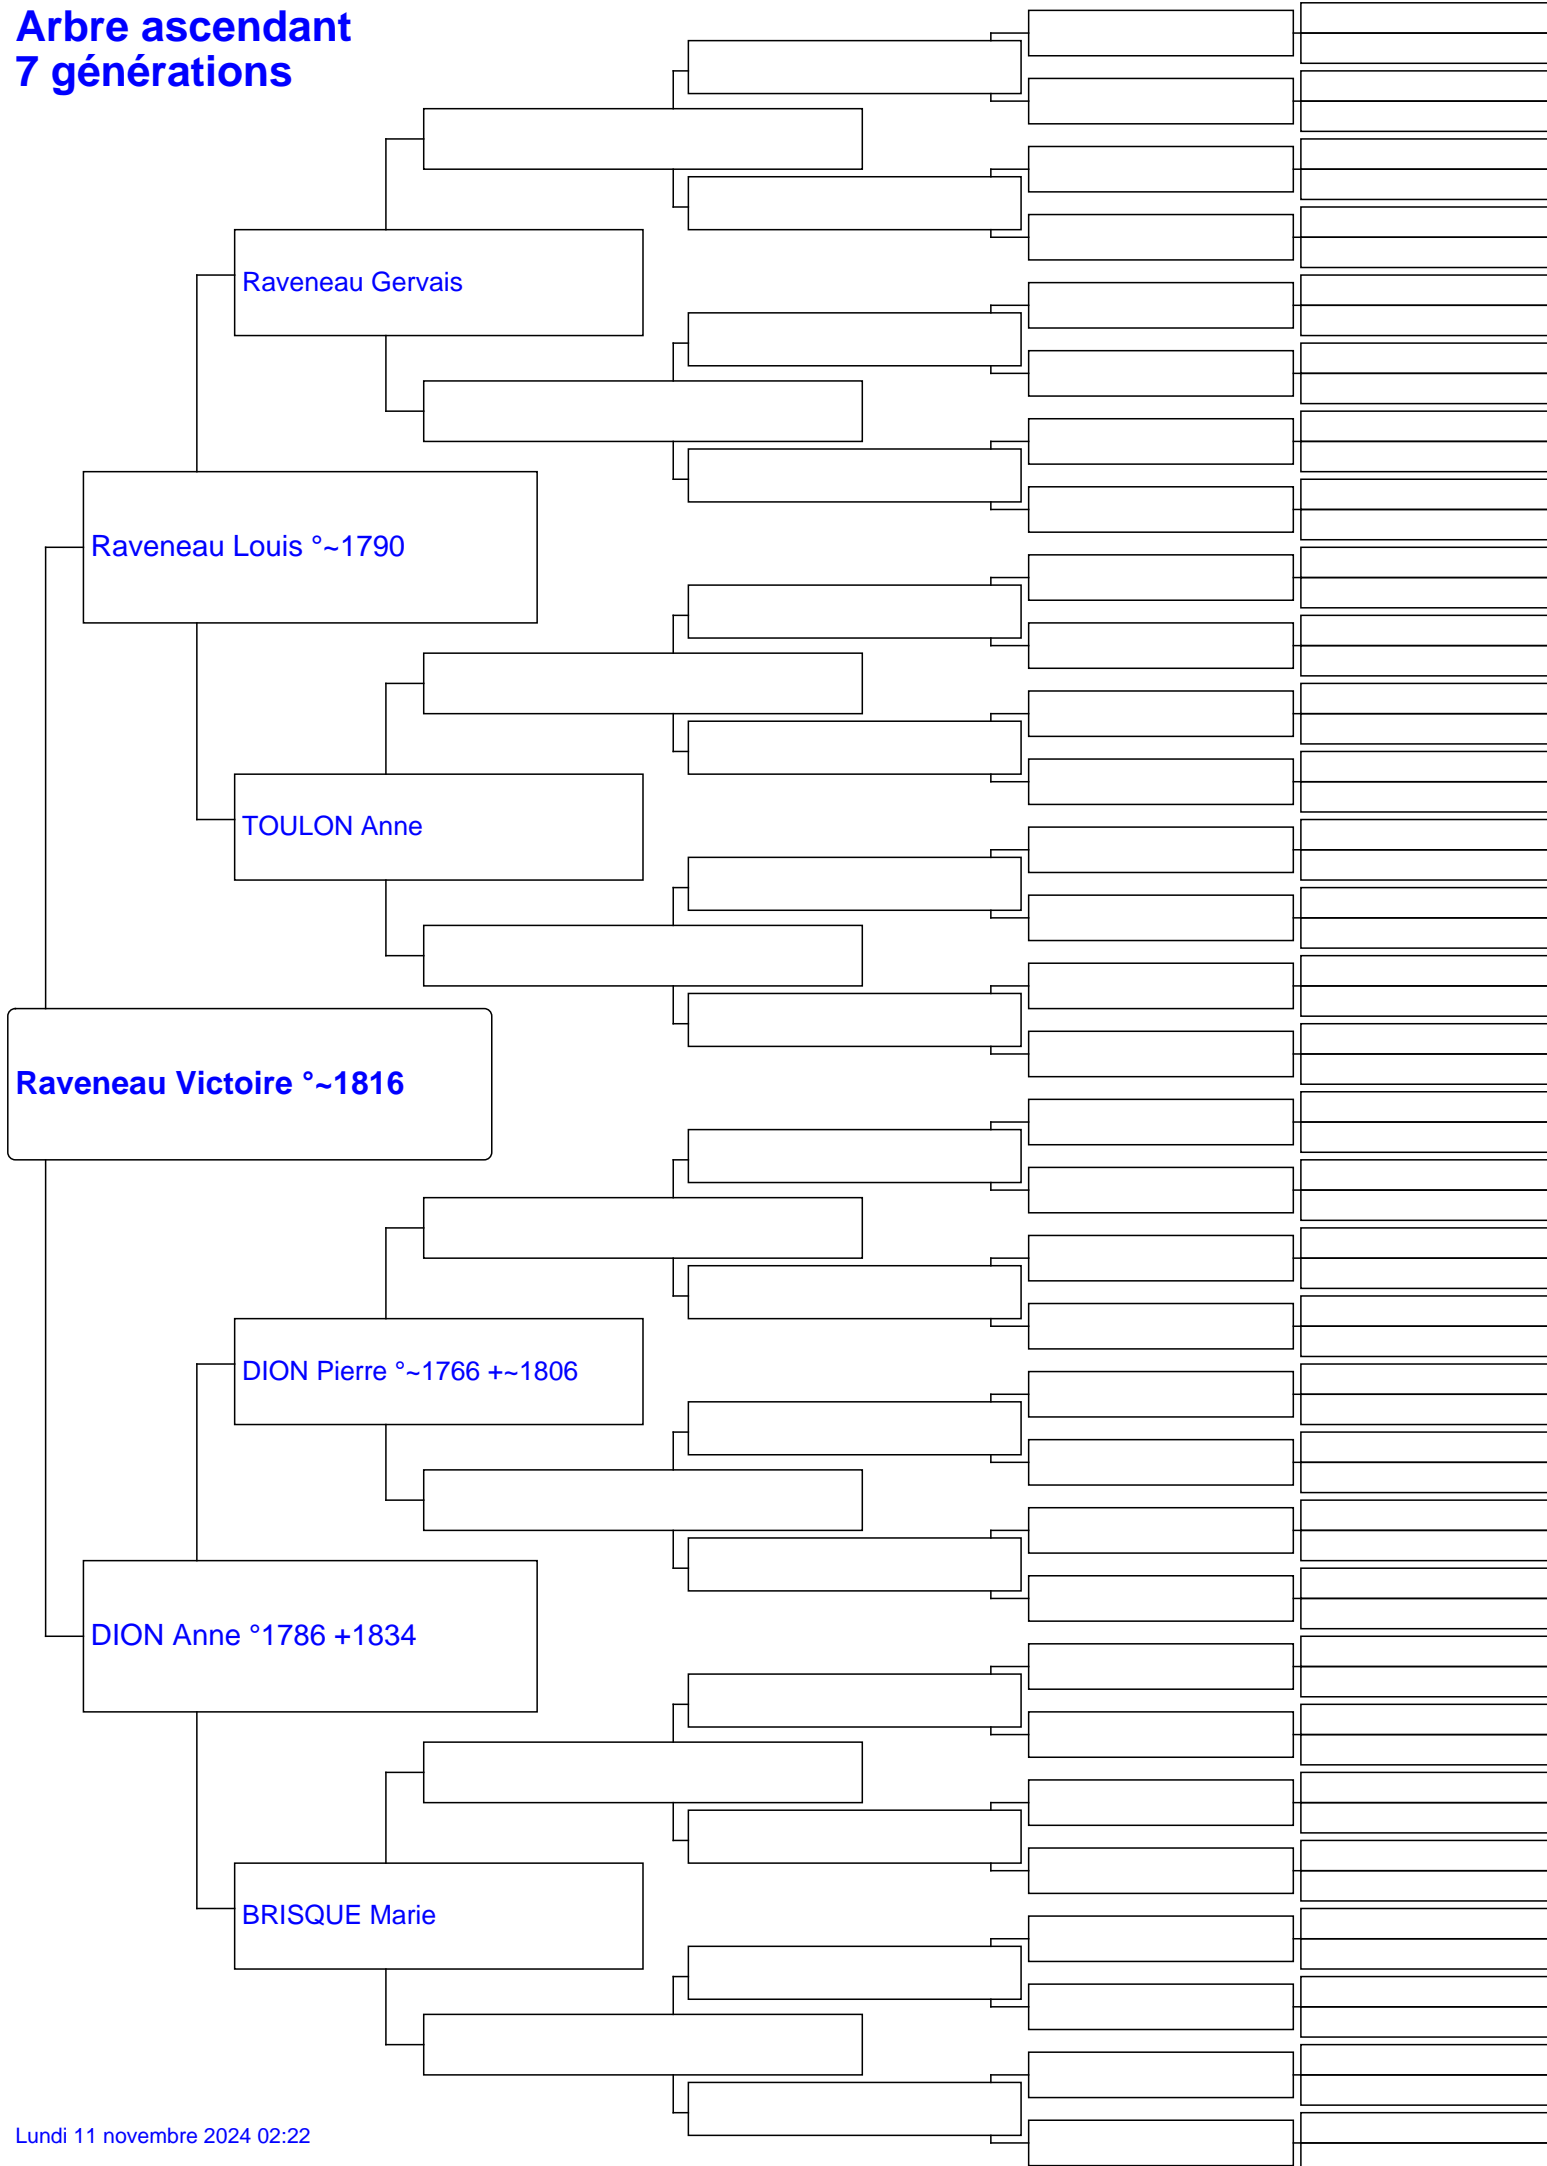 Arbre ascendant
7 générations
Raveneau Gervais
Raveneau Louis °~1790
TOULON Anne
Raveneau Victoire °~1816
DION Pierre °~1766 +~1806
DION Anne °1786 +1834
BRISQUE Marie
Lundi 11 novembre 2024 02:22